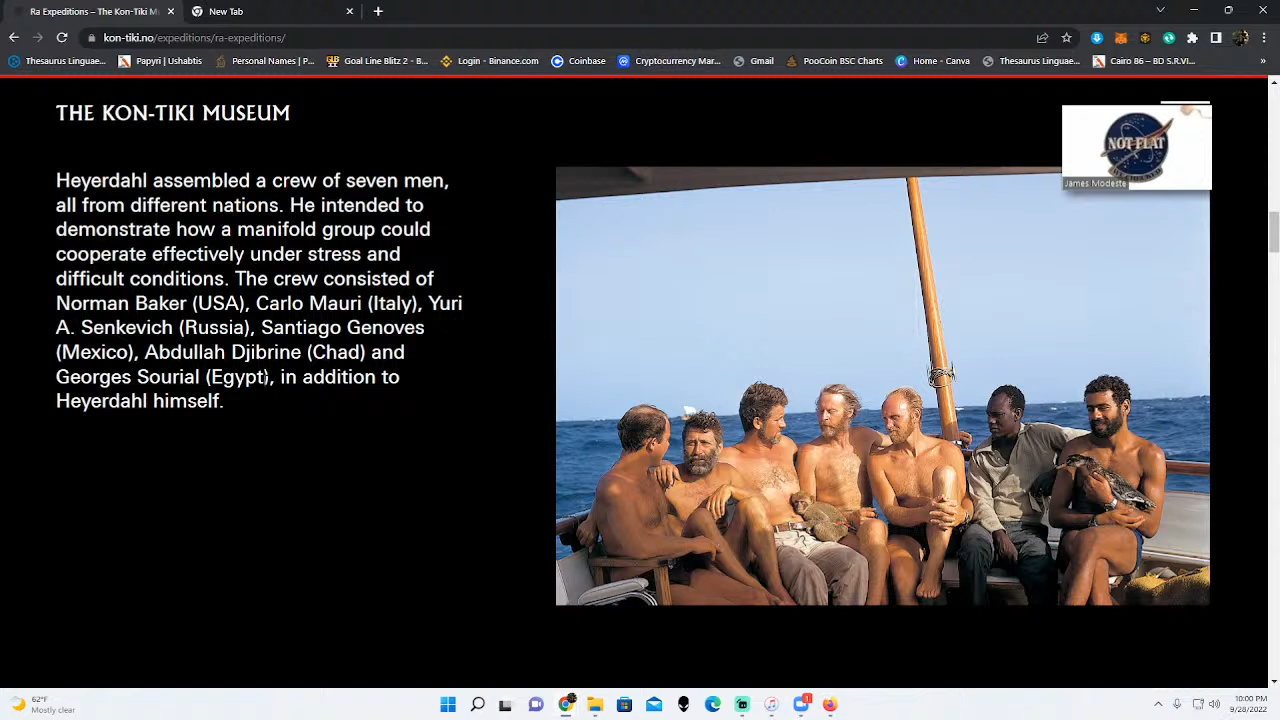 Ra Expeditions – The Kon-Tiki M
New Tab
kon-tiki.no/expeditions/ra-expeditions/
Thesaurus Linguae...
Papyri | Ushabtis
Personal Names | P...
Gail Line BLE52-2 - B...
Login - Binance.com
Coinbase
Cryptocurrency Mar...
Gmail
PooCoin BSC Charts
Home - Canva
Thesaurus Lingua...
Cairo 86 – BD S.R.VI...
THE KON-TIKI MUSEUM
NOT FLAT
James Modeste
Heyerdahl assembled a crew of seven men,
all from different nations. He intended to
demonstrate how a manifold group could
cooperate effectively under stress and
difficult conditions. The crew consisted of
Norman Baker (USA), Carlo Mauri (Italy), Yuri
A. Senkevich (Russia), Santiago Genoves
(Mexico), Abdullah Djibrine (Chad) and
Georges Sourial (Egypt), in addition to
Heyerdahl himself.
62°F
Mostly clear
10:00 PM
9/28/2022